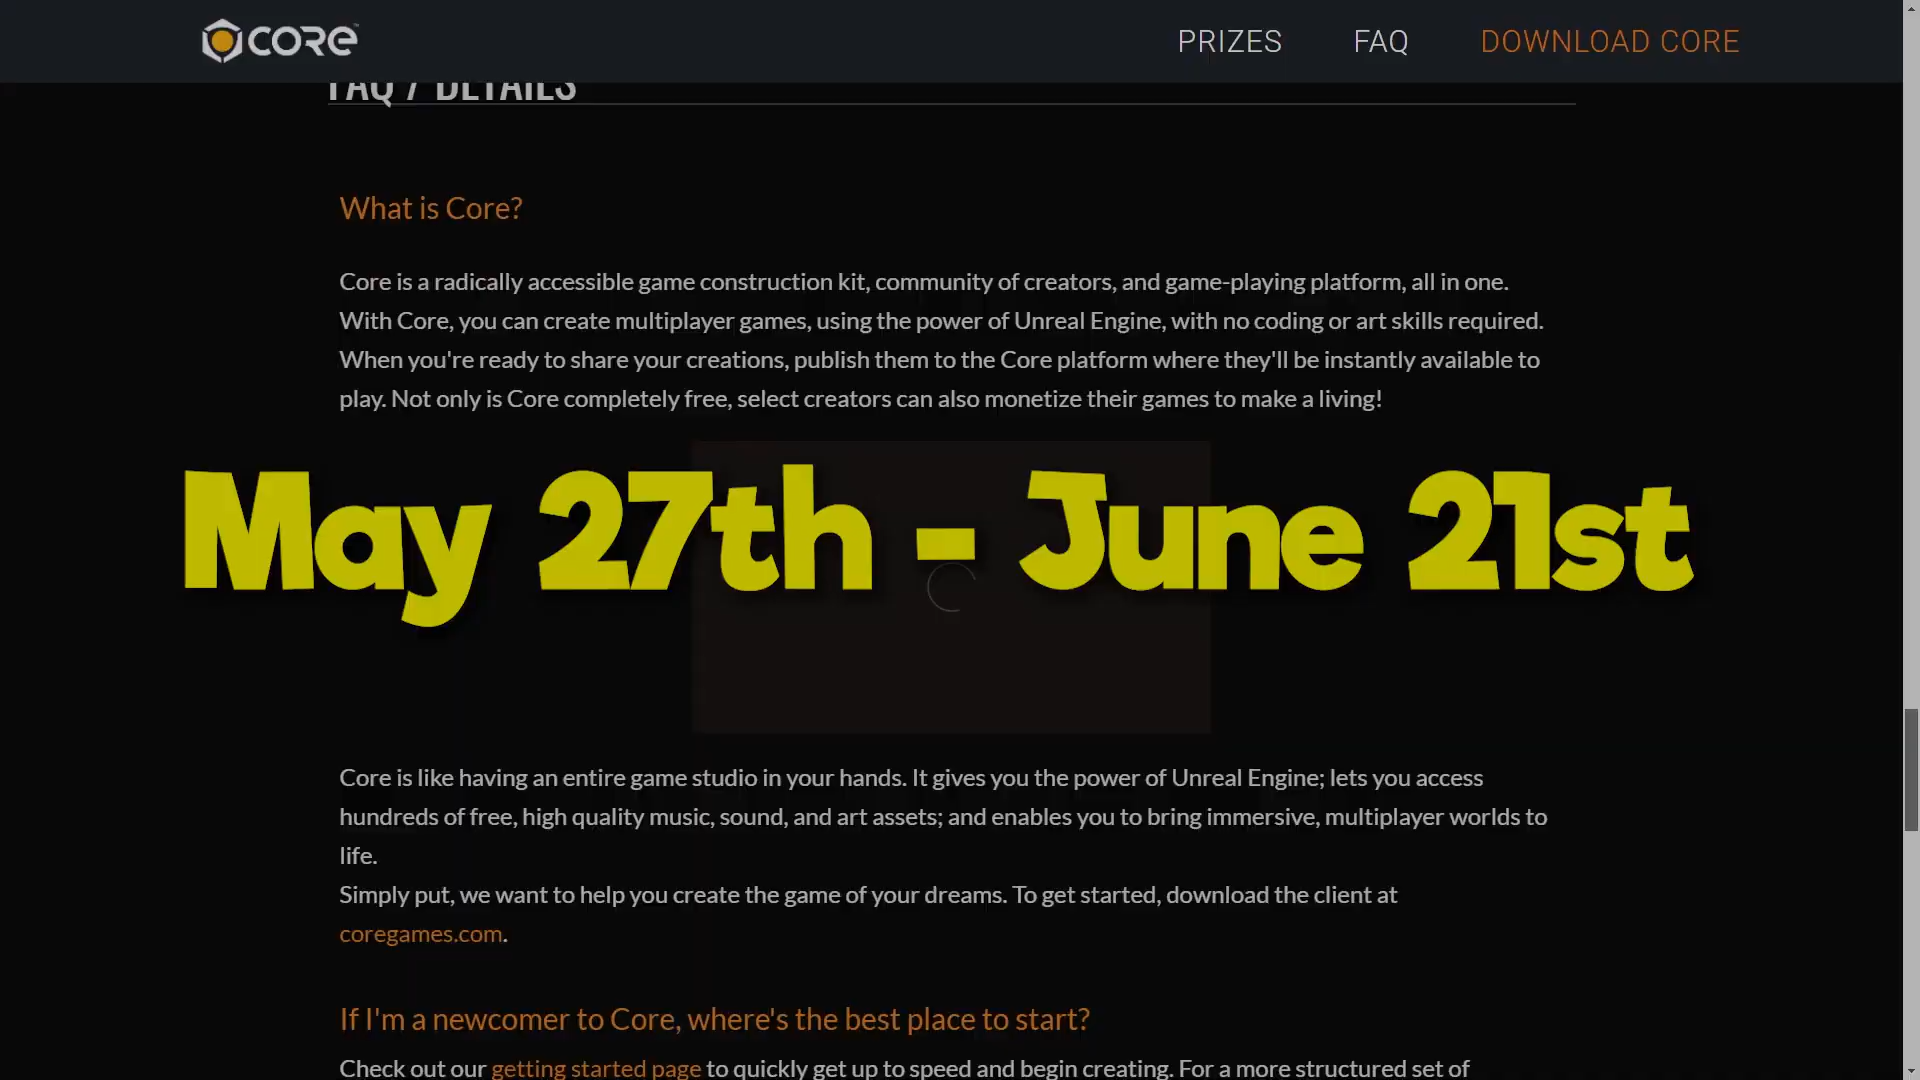 CORE
PRIZES
FAQ
DOWNLOAD CORE
FAQ / DETAILS
What is Core?
Core is a radically accessible game construction kit, community of creators, and game-playing platform, all in one.
With Core, you can create multiplayer games, using the power of Unreal Engine, with no coding or art skills required.
When you're ready to share your creations, publish them to the Core platform where they'll be instantly available to
play. Not only is Core completely free, select creators can also monetize their games to make a living!
May 27th - June 21st
Core is like having an entire game studio in your hands. It gives you the power of Unreal Engine; lets you access
hundreds of free, high quality music, sound, and art assets; and enables you to bring immersive, multiplayer worlds to
life.
Simply put, we want to help you create the game of your dreams. To get started, download the client at
coregames.com.
If I'm a newcomer to Core, where's the best place to start?
Check out our getting started page to quickly get up to speed and begin creating. For a more structured set of